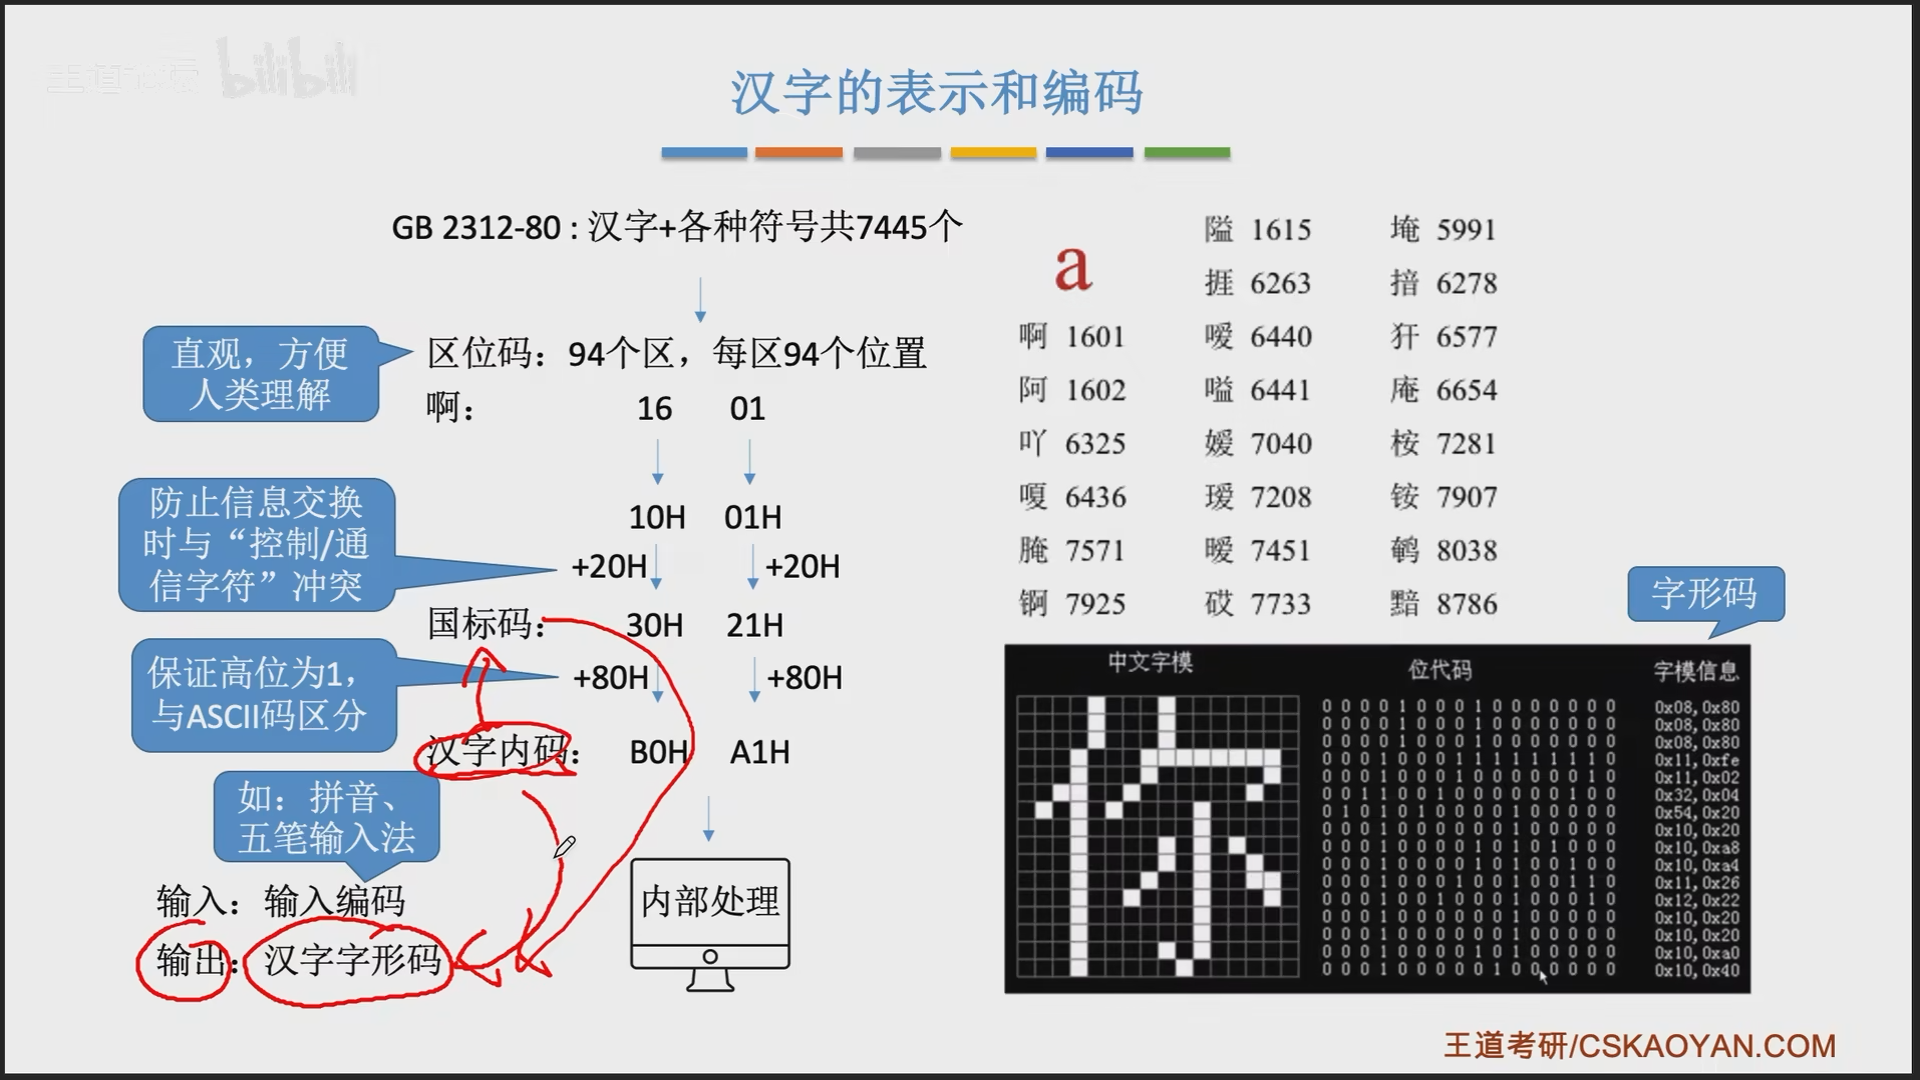 王道论坛 bilibili
汉字的表示和编码
GB 2312-80 : 汉字+各种符号共7445个
直观，方便
人类理解
区位码：94个区，每区94个位置
啊： 16 01
10H 01H
防止信息交换
时与“控制/通
信字符”冲突
+20H +20H
国标码： 30H 21H
保证高位为1，
与ASCII码区分
+80H +80H
汉字内码： B0H A1H
如：拼音、
五笔输入法
输入：输入编码
输出：汉字字形码
内部处理
a
啊 1601
阿 1602
吖 6325
嗄 6436
腌 7571
锕 7925
隘 1615
捱 6263
嗳 6440
嗌 6441
嫒 7040
瑷 7208
暧 7451
砹 7733
埯 5991
揞 6278
犴 6577
庵 6654
桉 7281
铵 7907
鹌 8038
黯 8786
字形码
中文字模 位代码 字模信息
0 0 0 0 1 0 0 0 1 0 0 0 0 0 0 0 0x08,0x80
0 0 0 0 1 0 0 0 1 0 0 0 0 0 0 0 0x08,0x80
0 0 0 0 1 0 0 0 1 0 0 0 0 0 0 0 0x08,0x80
0 0 0 1 0 0 0 1 1 1 1 1 1 1 1 0 0x11,0xfe
0 0 0 1 0 0 0 1 0 0 0 0 0 0 1 0 0x11,0x02
0 0 1 1 0 0 1 0 0 0 0 0 0 1 0 0 0x32,0x04
0 1 0 1 0 1 0 0 0 0 1 0 0 0 0 0 0x54,0x20
0 0 0 1 0 0 0 0 0 0 1 0 0 0 0 0 0x10,0x20
0 0 0 1 0 0 0 0 1 0 1 0 1 0 0 0 0x10,0xa8
0 0 0 1 0 0 0 0 1 0 1 0 0 1 0 0 0x10,0xa4
0 0 0 1 0 0 0 1 0 0 1 0 0 1 1 0 0x11,0x26
0 0 0 1 0 0 1 0 0 0 1 0 0 0 1 0 0x12,0x22
0 0 0 1 0 0 0 0 0 0 1 0 0 0 0 0 0x10,0x20
0 0 0 1 0 0 0 0 0 0 1 0 0 0 0 0 0x10,0x20
0 0 0 1 0 0 0 0 1 0 1 0 0 0 0 0 0x10,0xa0
0 0 0 1 0 0 0 0 0 1 0 0 0 0 0 0 0x10,0x40
王道考研/CSKAOYAN.COM